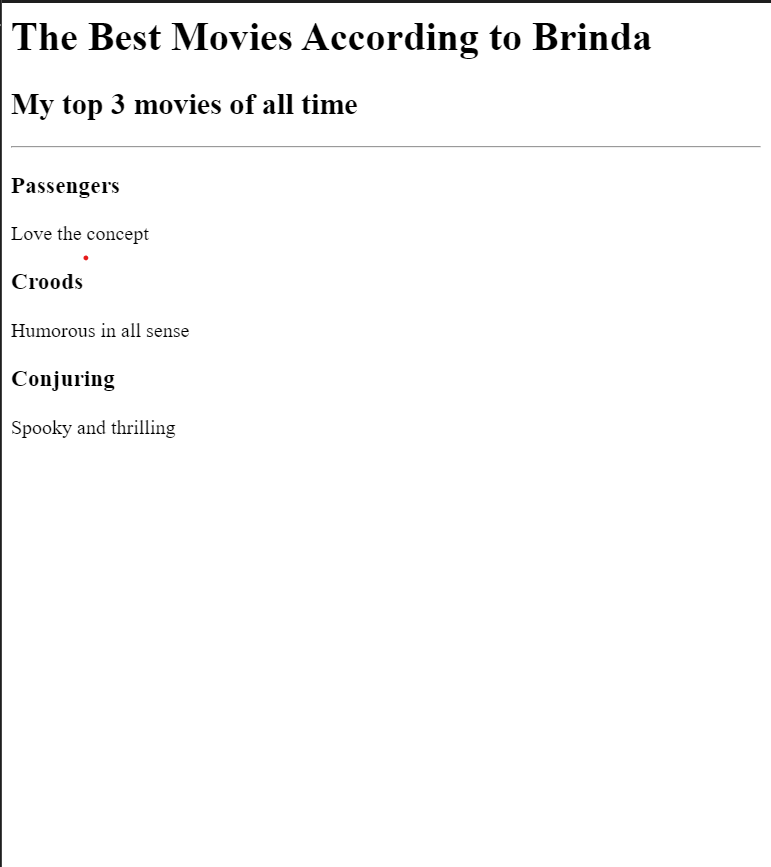 The Best Movies According to Brinda
My top 3 movies of all time
Passengers
Love the concept
Croods
Humorous in all sense
Conjuring
Spooky and thrilling